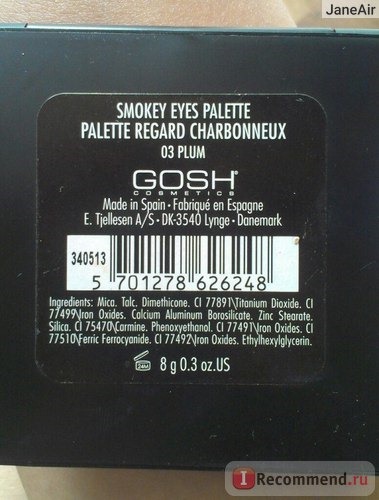 JaneAir
SMOKEY EYES PALETTE
PALETTE REGARD CHARBONNEUX
03 PLUM
GOSH®
COSMETICS
Made in Spain • Fabriqué en Espagne
E. Tjellesen A/S • DK-3540 Lynge • Danemark
340513
5 701278 626248
Ingredients: Mica. Talc. Dimethicone. CI 77891\Titanium Dioxide. CI
77499\Iron Oxides. Calcium Aluminum Borosilicate. Zinc Stearate.
Silica. CI 75470\Carmine. Phenoxyethanol. CI 77491\Iron Oxides. CI
77510\Ferric Ferrocyanide. CI 77492\Iron Oxides. Ethylhexylglycerin.
24M
8 g 0.3 oz.US
I Recommend.ru